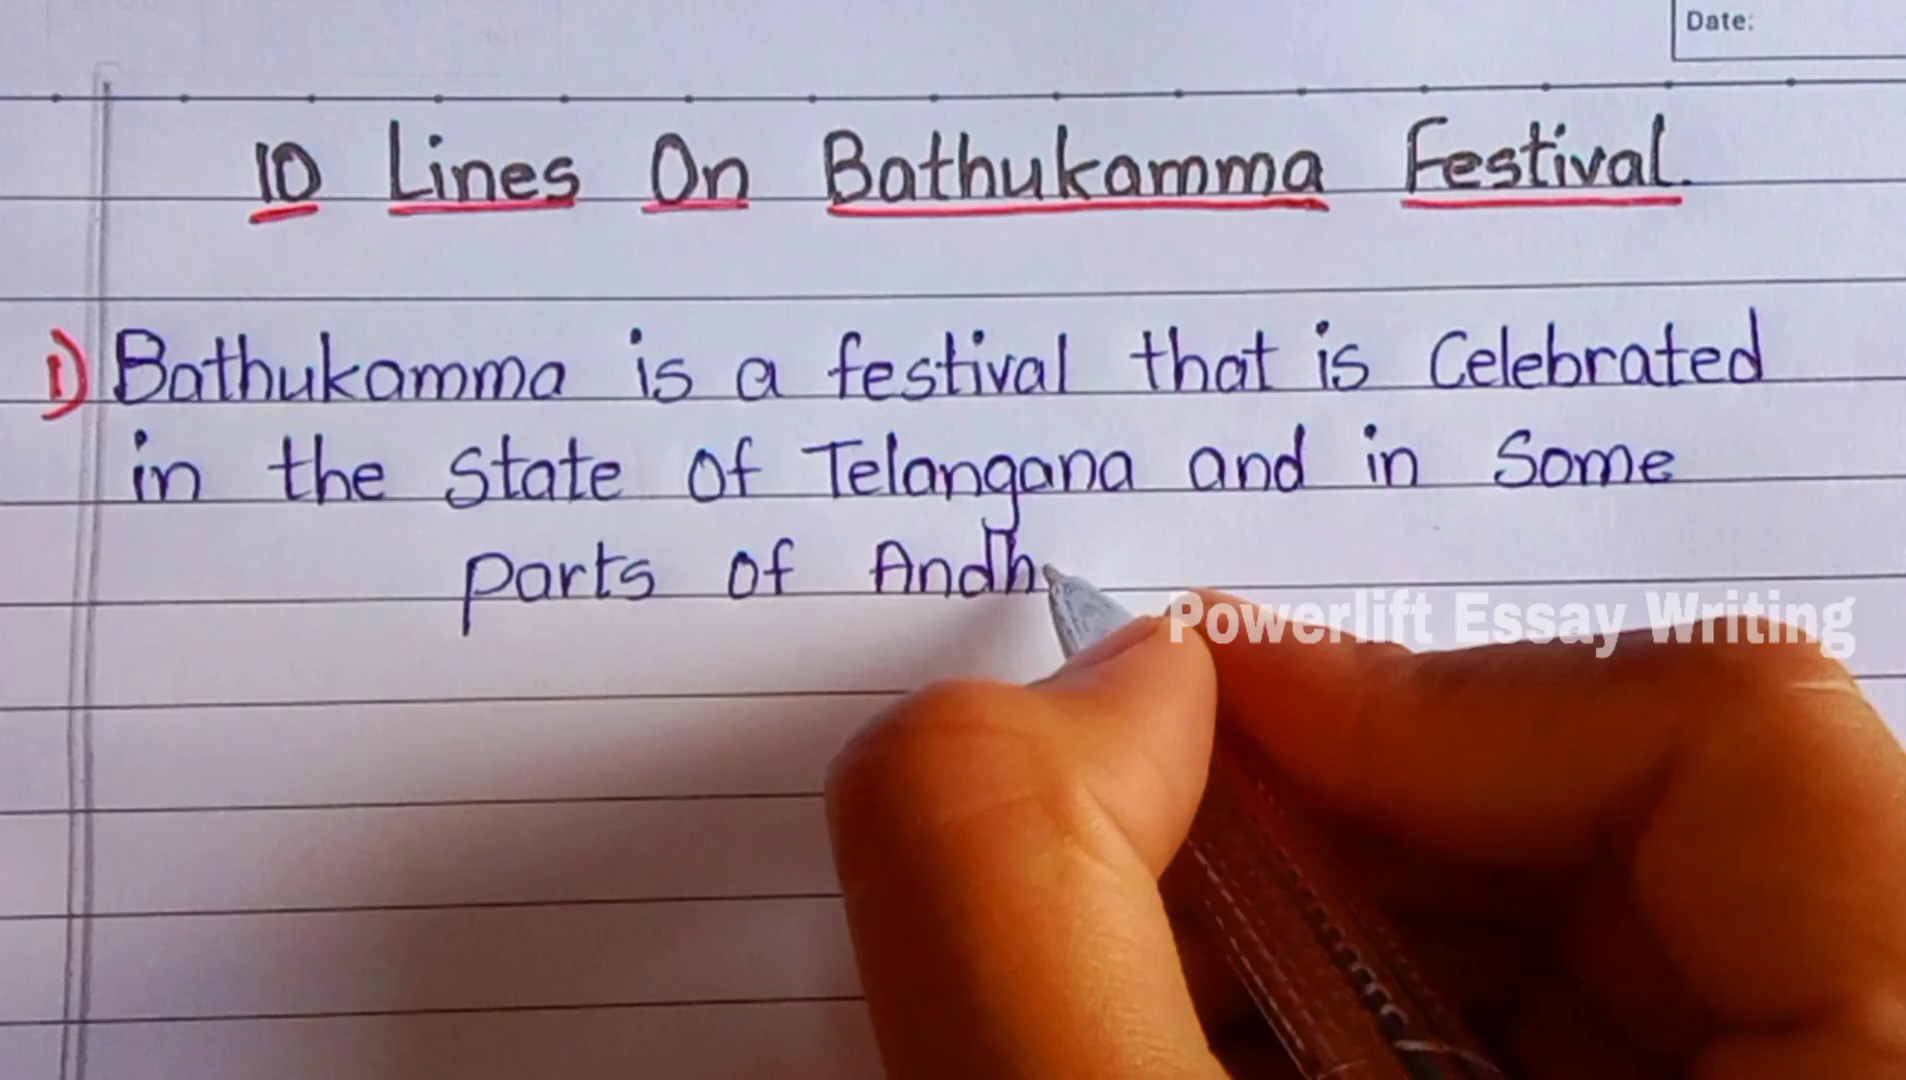 Date:
10 Lines On Bathukamma Festival.
1) Bathukamma is a festival that is Celebrated
in the State Of Telangana and in Some
parts of Andh
Powerlift Essay Writing